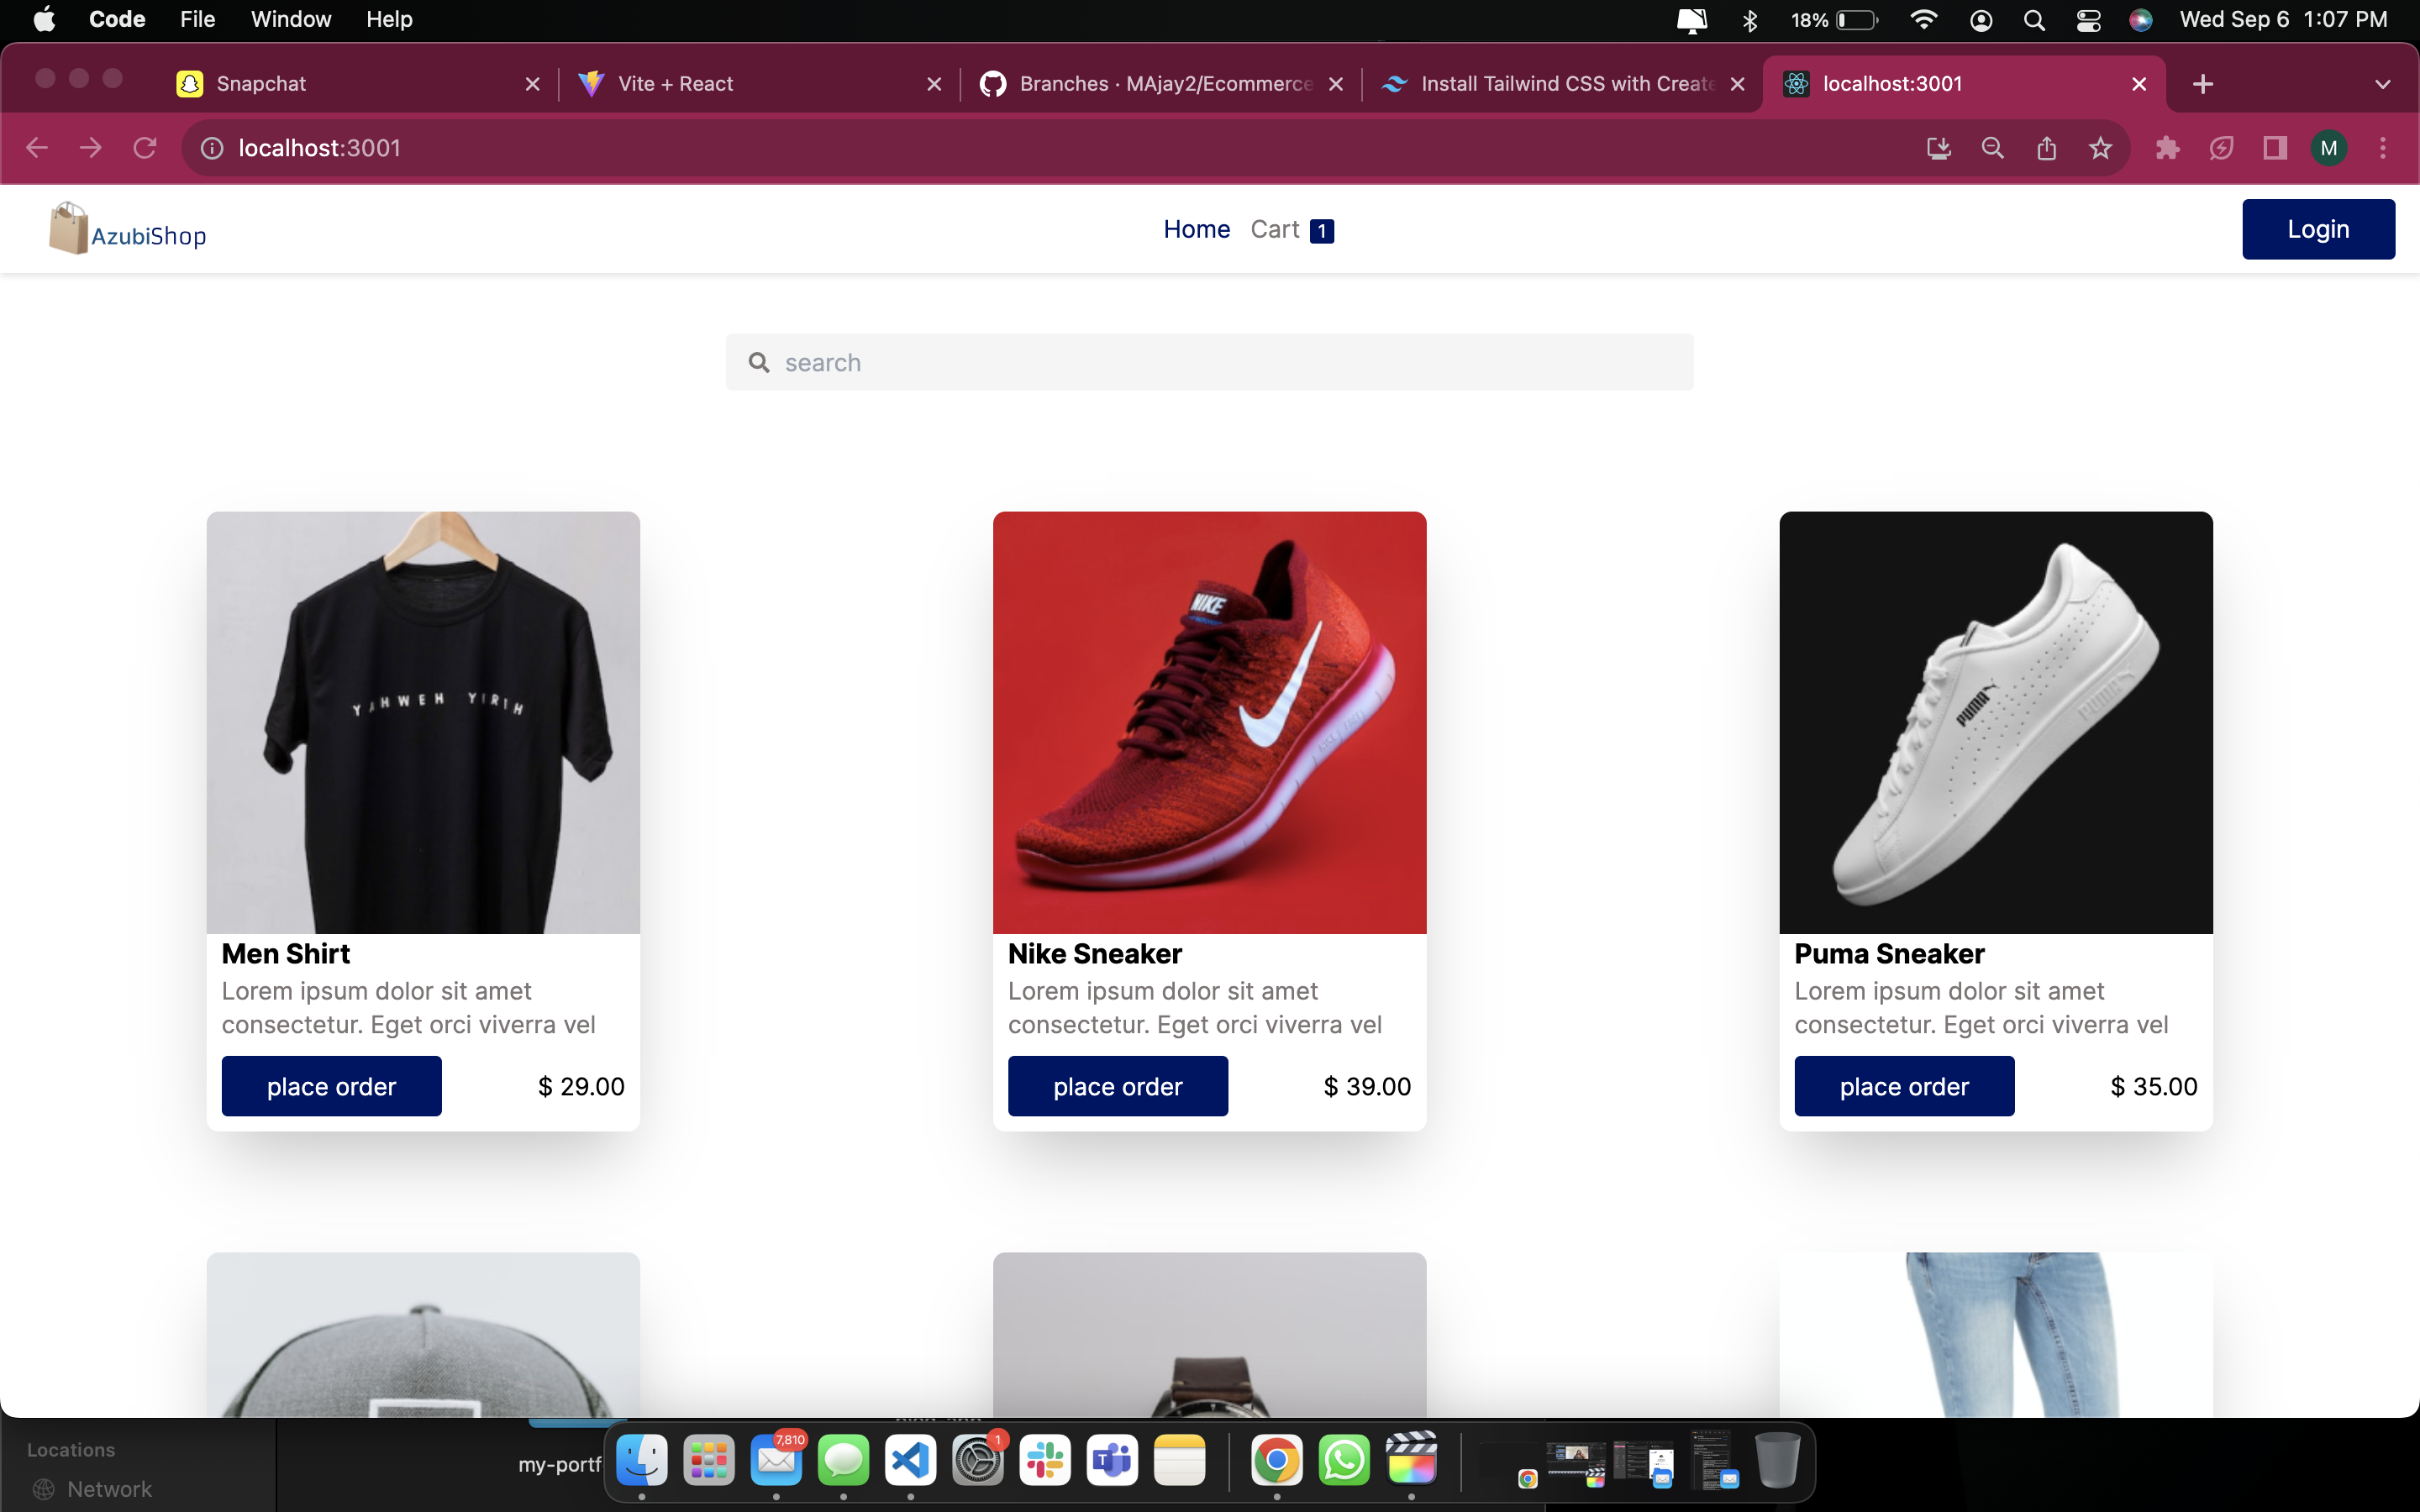 Code File Window Help 18% Wed Sep 6 1:07 PM
Snapchat Vite + React Branches · MAjay2/Ecommerce Install Tailwind CSS with Create localhost:3001
localhost:3001 M
AzubiShop Home Cart 1 Login
search
YAHWEH YIRIH
NIKE
PUMA
PUMA
Men Shirt Nike Sneaker Puma Sneaker
Lorem ipsum dolor sit amet Lorem ipsum dolor sit amet Lorem ipsum dolor sit amet
consectetur. Eget orci viverra vel consectetur. Eget orci viverra vel consectetur. Eget orci viverra vel
place order $ 29.00 place order $ 39.00 place order $ 35.00
Locations
7,810 1
my-portf
Network